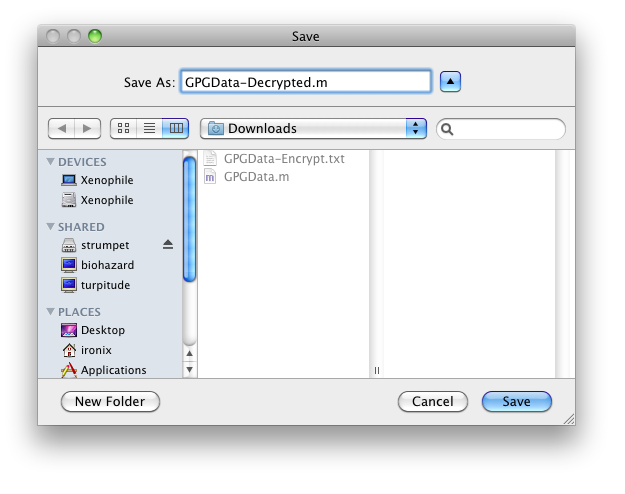 Save
Save As: GPGData-Decrypted.m
Downloads
DEVICES
Xenophile
Xenophile
SHARED
strumpet
biohazard
turpitude
PLACES
Desktop
ironix
Applications
GPGData-Encrypt.txt
m GPGData.m
New Folder
Cancel
Save